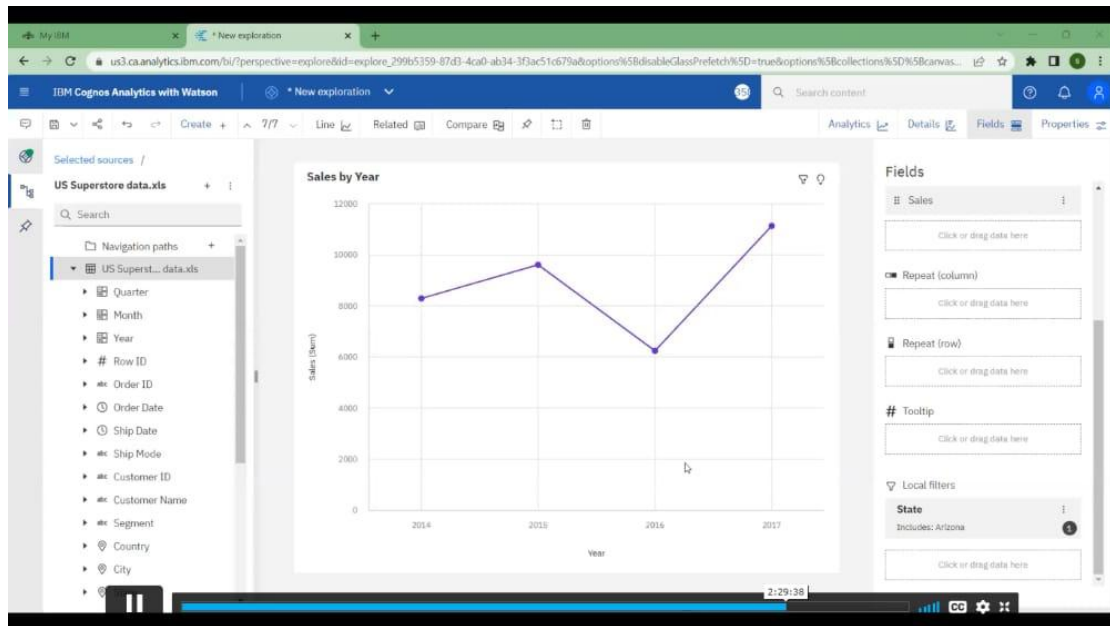 My IBM
* New exploration
us3.ca.analytics.ibm.com/bi/?perspective=explore&id=explore_299b5359-87d3-4ca0-ab34-3f3ac51c679a&options%5BdisableGlassPrefetch%5D=true&options%5Bcollections%5D%5Bcanvas...
IBM Cognos Analytics with Watson
* New exploration
Search content
Create + 7/7 Line Related Compare
Analytics Details Fields Properties
Selected sources /
US Superstore data.xls
Search
Navigation paths
US Superst... data.xls
Quarter
Month
Year
# Row ID
abc Order ID
Order Date
Ship Date
abc Ship Mode
abc Customer ID
abc Customer Name
abc Segment
Country
City
Sales by Year
12000
10000
8000
6000
4000
2000
0
Sales (Sum)
2014 2015 2016 2017
Year
Fields
Sales
Click or drag data here
Repeat (column)
Click or drag data here
Repeat (row)
Click or drag data here
# Tooltip
Click or drag data here
Local filters
State
Includes: Arizona
1
Click or drag data here
2:29:38
CC